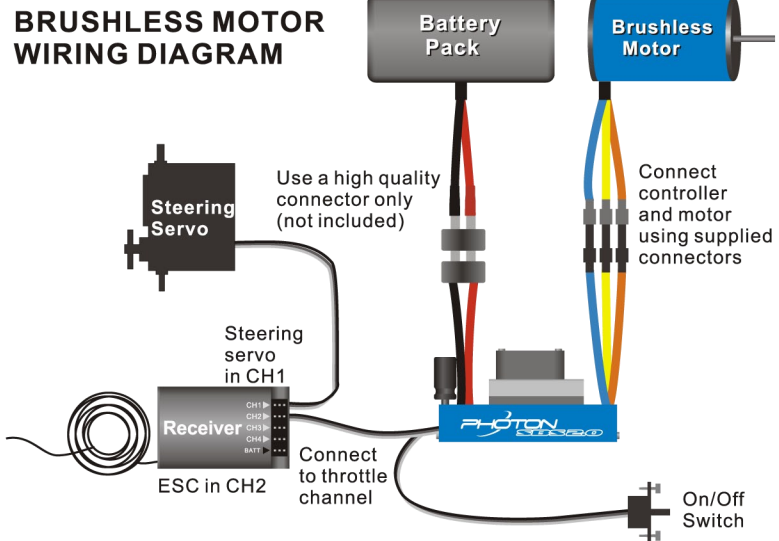 BRUSHLESS MOTOR
WIRING DIAGRAM
Battery
Pack
Brushless
Motor
Steering
Servo
Use a high quality
connector only
(not included)
Connect
controller
and motor
using supplied
connectors
Steering
servo
in CH1
Receiver
CH1
CH2
CH3
CH4
BATT
ESC in CH2
Connect
to throttle
channel
PHOTON
SBS2.0
On/Off
Switch